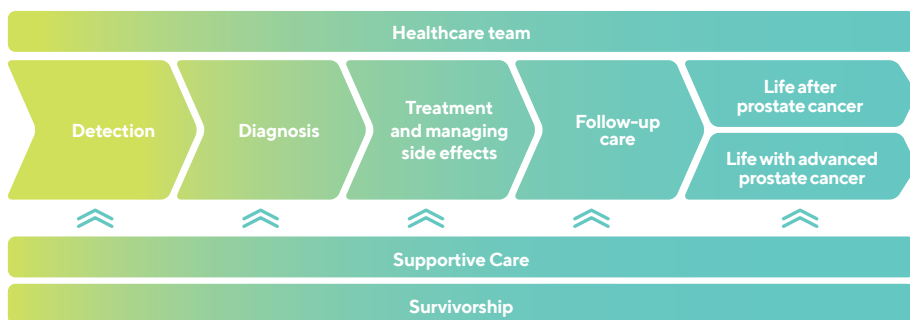 Healthcare team
Detection
Diagnosis
Treatment
and managing
side effects
Follow-up
care
Life after
prostate cancer
Life with advanced
prostate cancer
Supportive Care
Survivorship